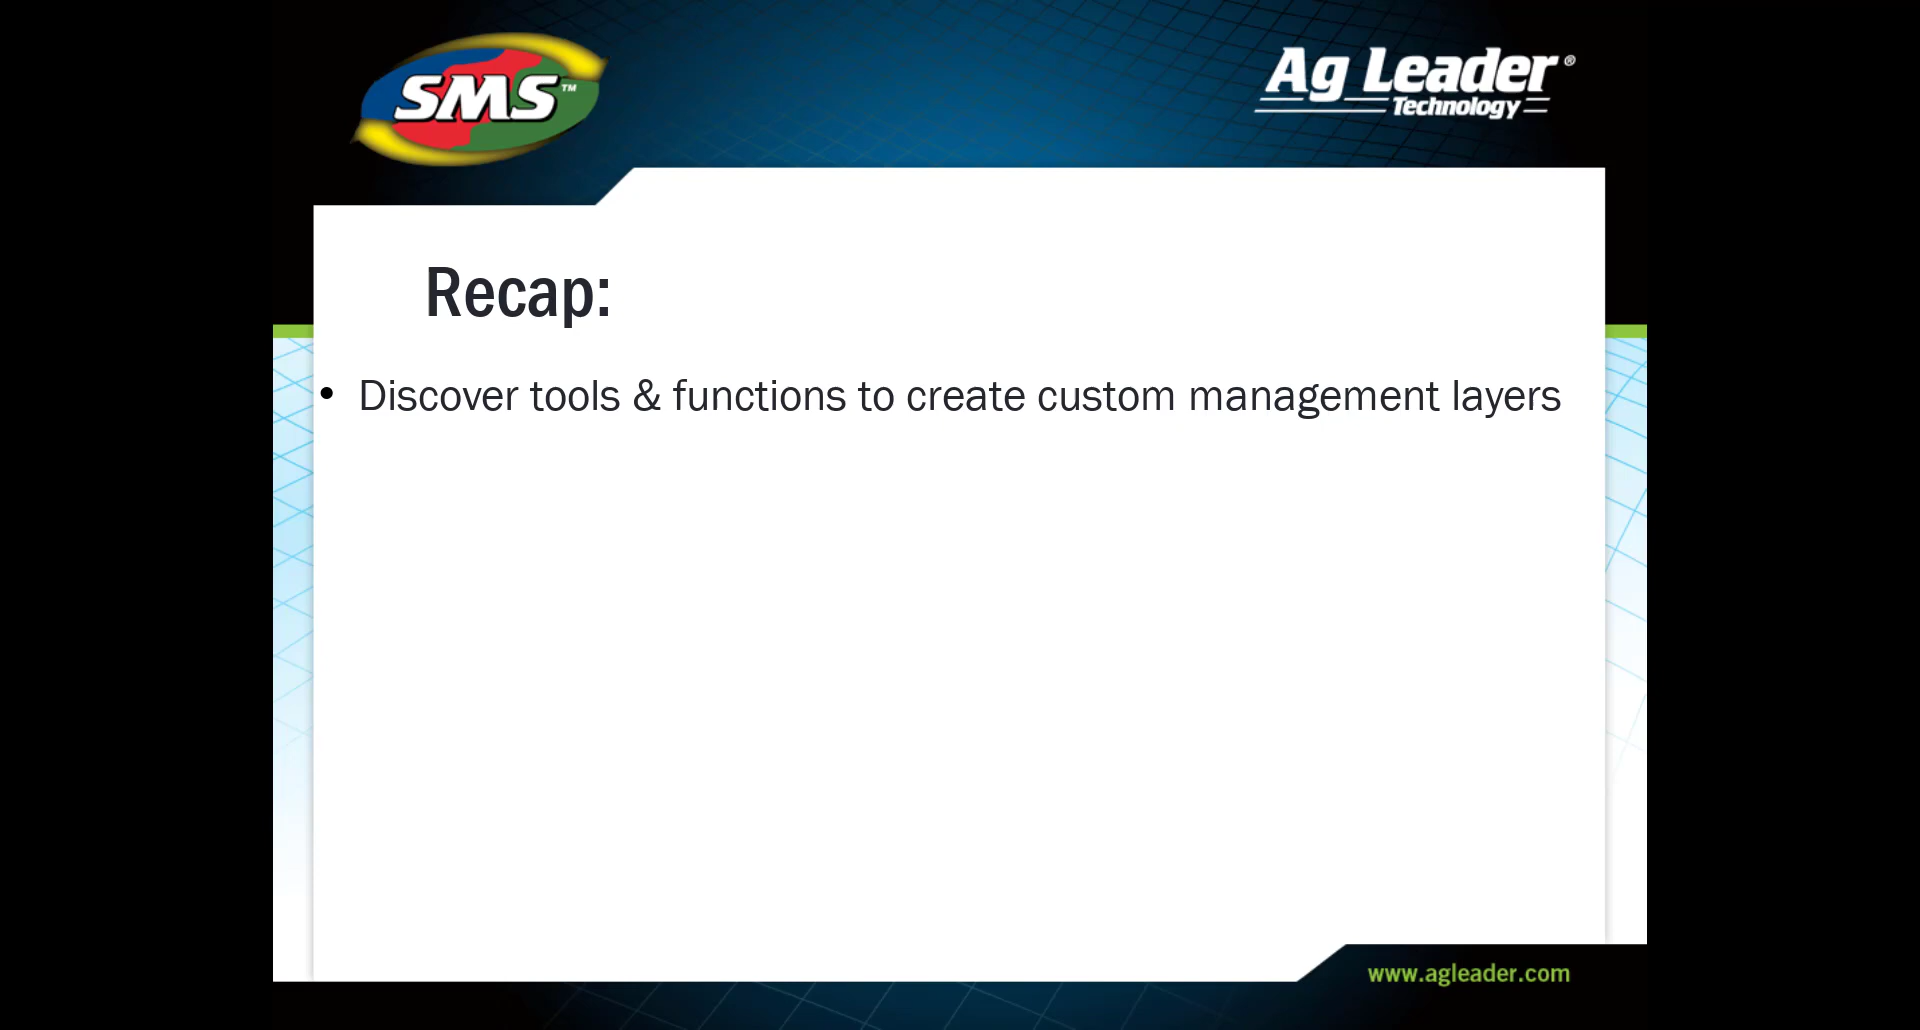 SMS™
Ag Leader®
Technology
Recap:
• Discover tools & functions to create custom management layers
www.agleader.com